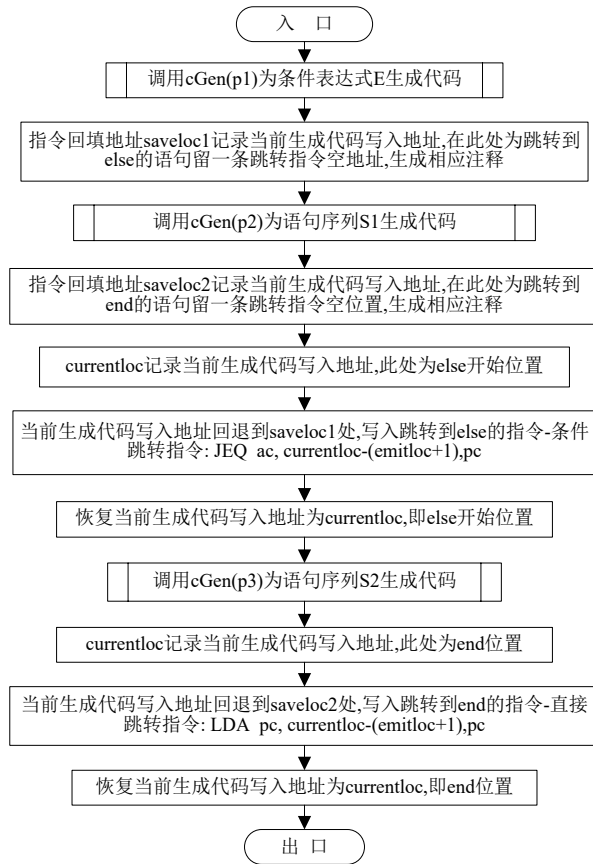 入 口
调用cGen(p1)为条件表达式E生成代码
指令回填地址saveloc1记录当前生成代码写入地址,在此处为跳转到
else的语句留一条跳转指令空地址,生成相应注释
调用cGen(p2)为语句序列S1生成代码
指令回填地址saveloc2记录当前生成代码写入地址,在此处为跳转到
end的语句留一条跳转指令空位置,生成相应注释
currentloc记录当前生成代码写入地址,此处为else开始位置
当前生成代码写入地址回退到saveloc1处,写入跳转到else的指令-条件
跳转指令: JEQ ac, currentloc-(emitloc+1),pc
恢复当前生成代码写入地址为currentloc,即else开始位置
调用cGen(p3)为语句序列S2生成代码
currentloc记录当前生成代码写入地址,此处为end位置
当前生成代码写入地址回退到saveloc2处,写入跳转到end的指令-直接
跳转指令: LDA pc, currentloc-(emitloc+1),pc
恢复当前生成代码写入地址为currentloc,即end位置
出 口